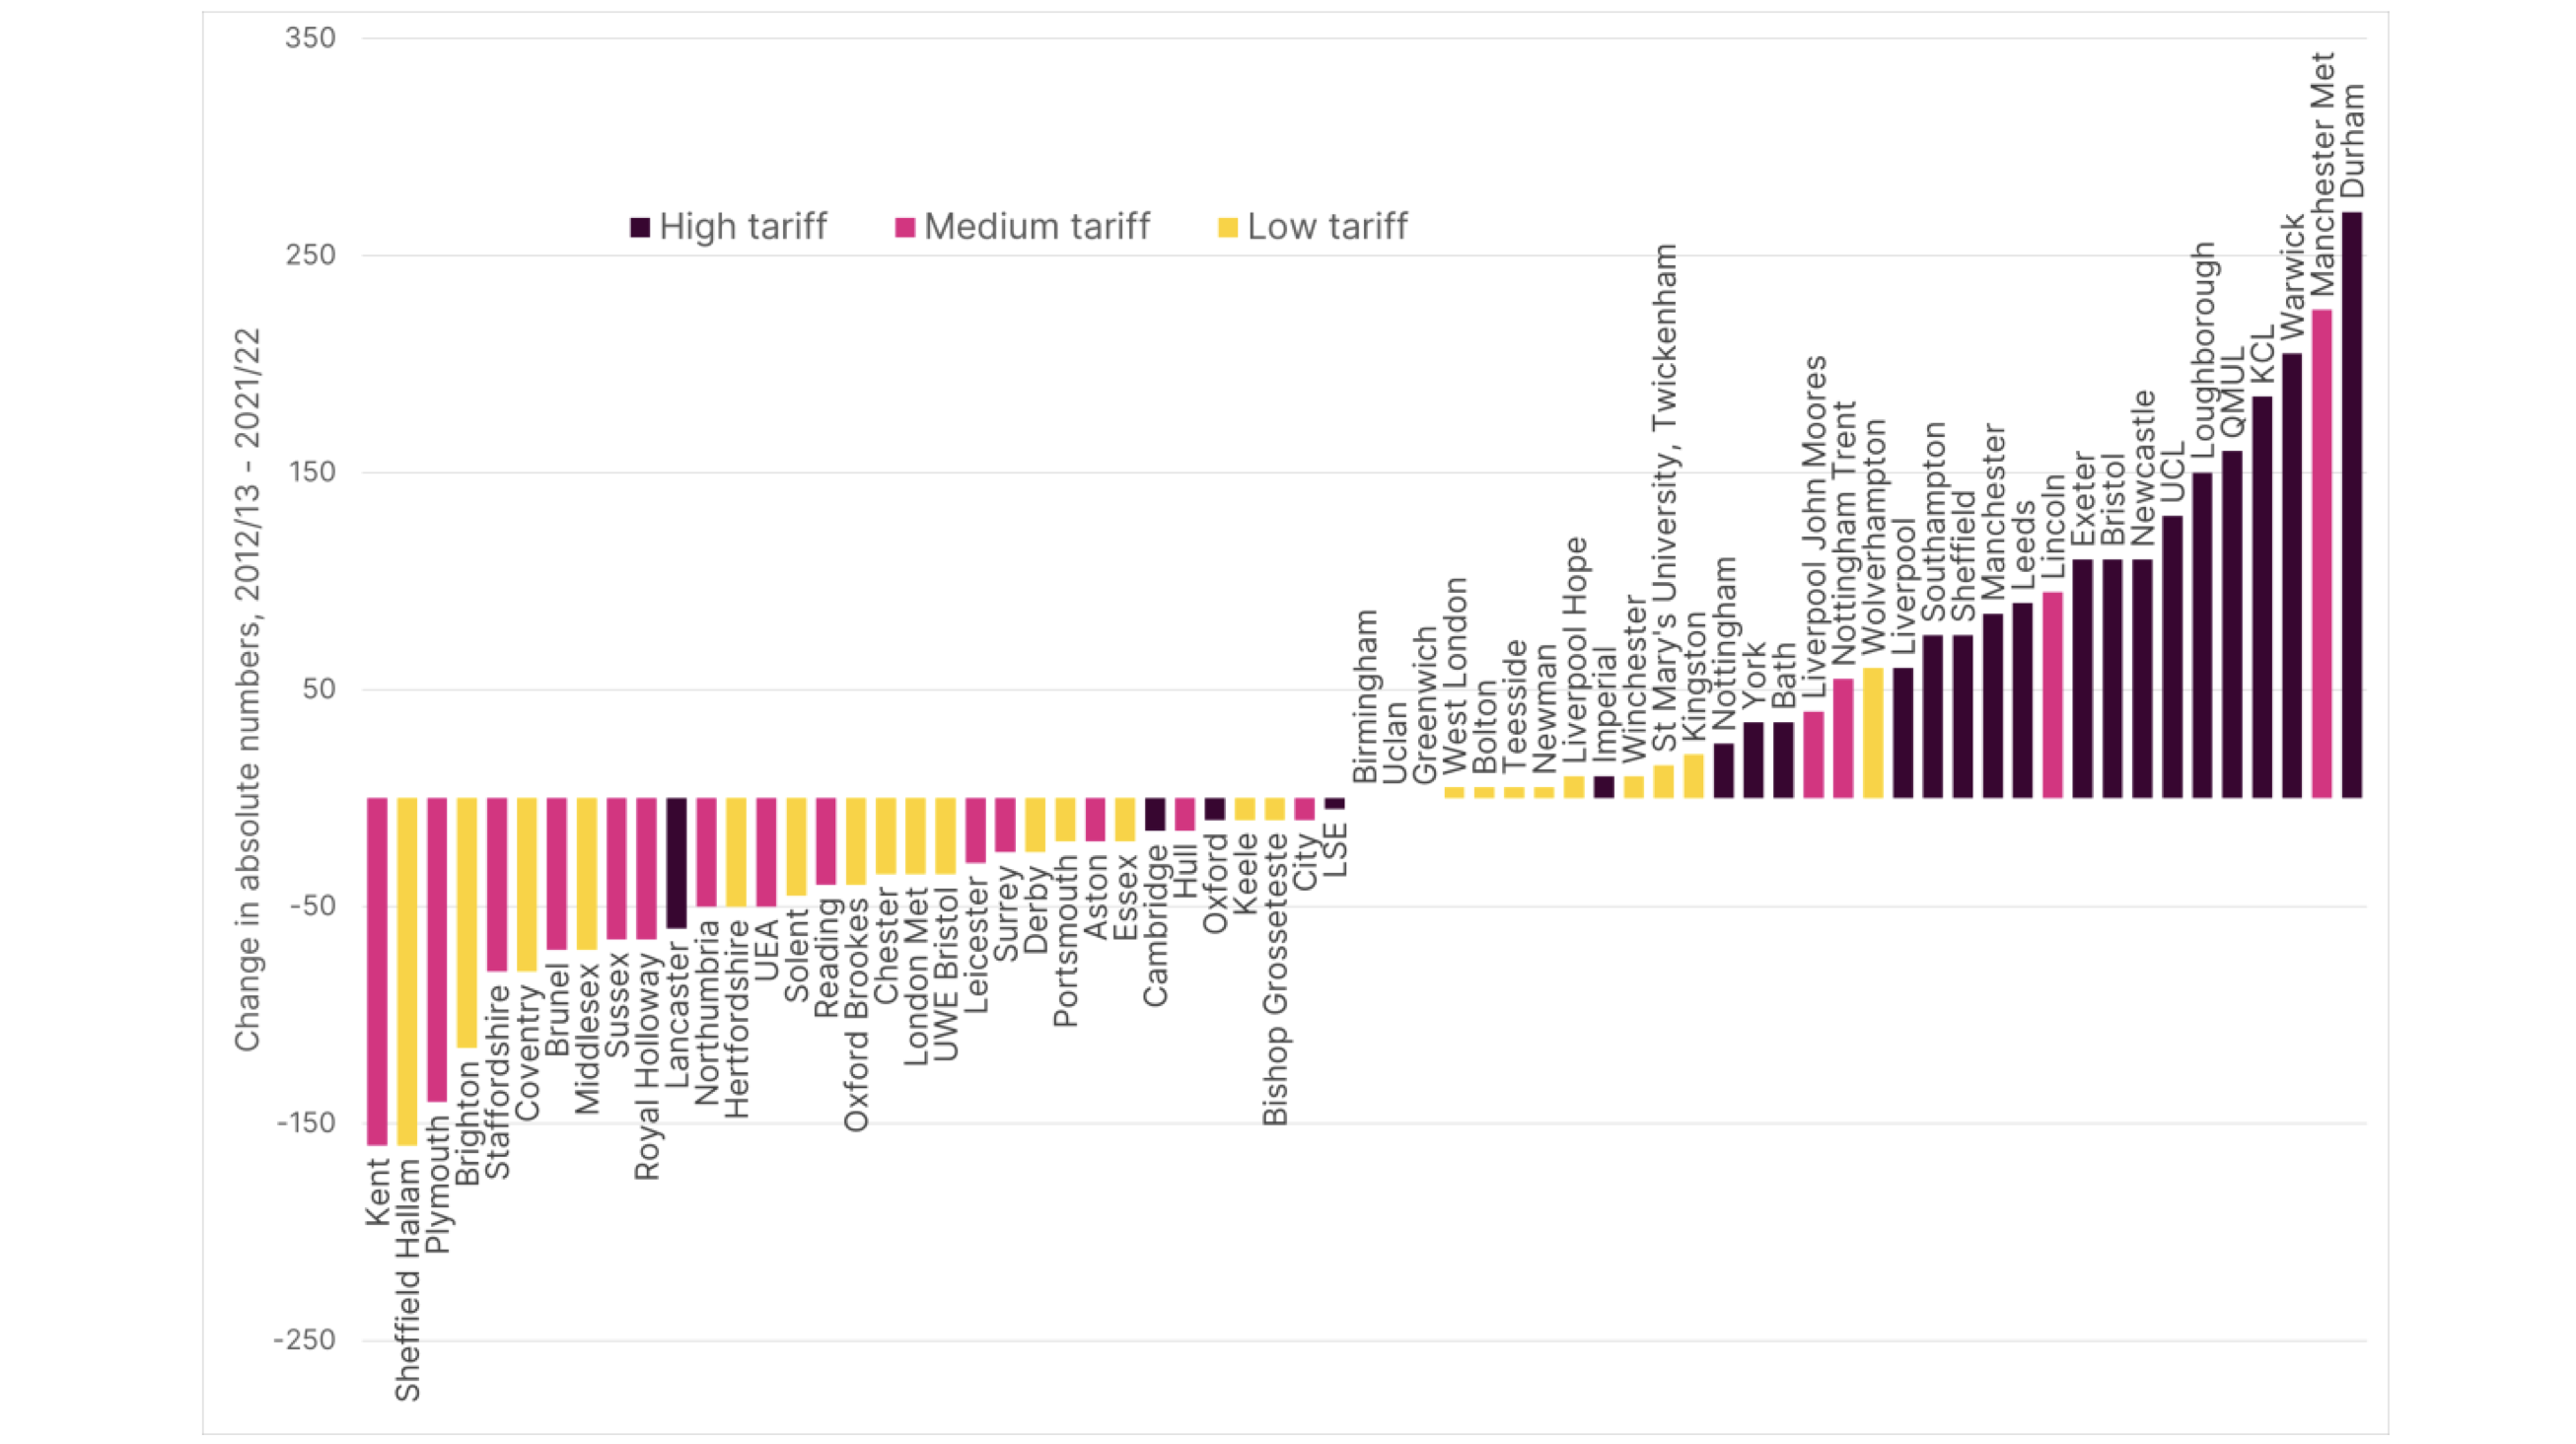 350
250
150
50
-50
-150
-250
Change in absolute numbers, 2012/13 - 2021/22
High tariff
Medium tariff
Low tariff
Kent
Sheffield Hallam
Plymouth
Brighton
Staffordshire
Coventry
Brunel
Middlesex
Sussex
Royal Holloway
Lancaster
Northumbria
Hertfordshire
UEA
Solent
Reading
Oxford Brookes
Chester
London Met
UWE Bristol
Leicester
Surrey
Derby
Portsmouth
Aston
Essex
Cambridge
Hull
Oxford
Keele
Bishop Grosseteste
City
LSE
Birmingham
Uclan
Greenwich
West London
Bolton
Teesside
Newman
Liverpool Hope
Imperial
Winchester
St Mary's University, Twickenham
Kingston
Nottingham
York
Bath
Liverpool John Moores
Nottingham Trent
Wolverhampton
Liverpool
Southampton
Sheffield
Manchester
Leeds
Lincoln
Exeter
Bristol
Newcastle
UCL
Loughborough
QMUL
KCL
Warwick
Manchester Met
Durham